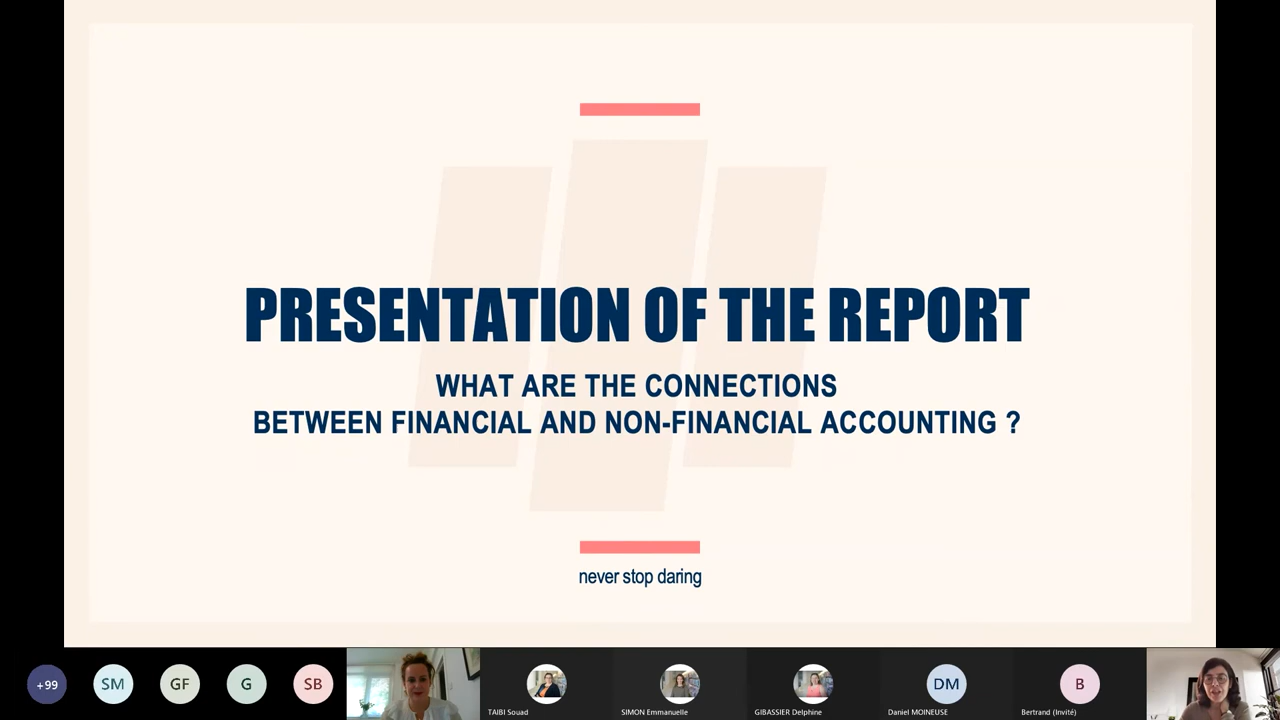 PRESENTATION OF THE REPORT
WHAT ARE THE CONNECTIONS
BETWEEN FINANCIAL AND NON-FINANCIAL ACCOUNTING ?
never stop daring
+99
SM
GF
G
SB
TAIBI Souad
SIMON Emmanuelle
GIBASSIER Delphine
DM
Daniel MOINEUSE
B
Bertrand (Invité)